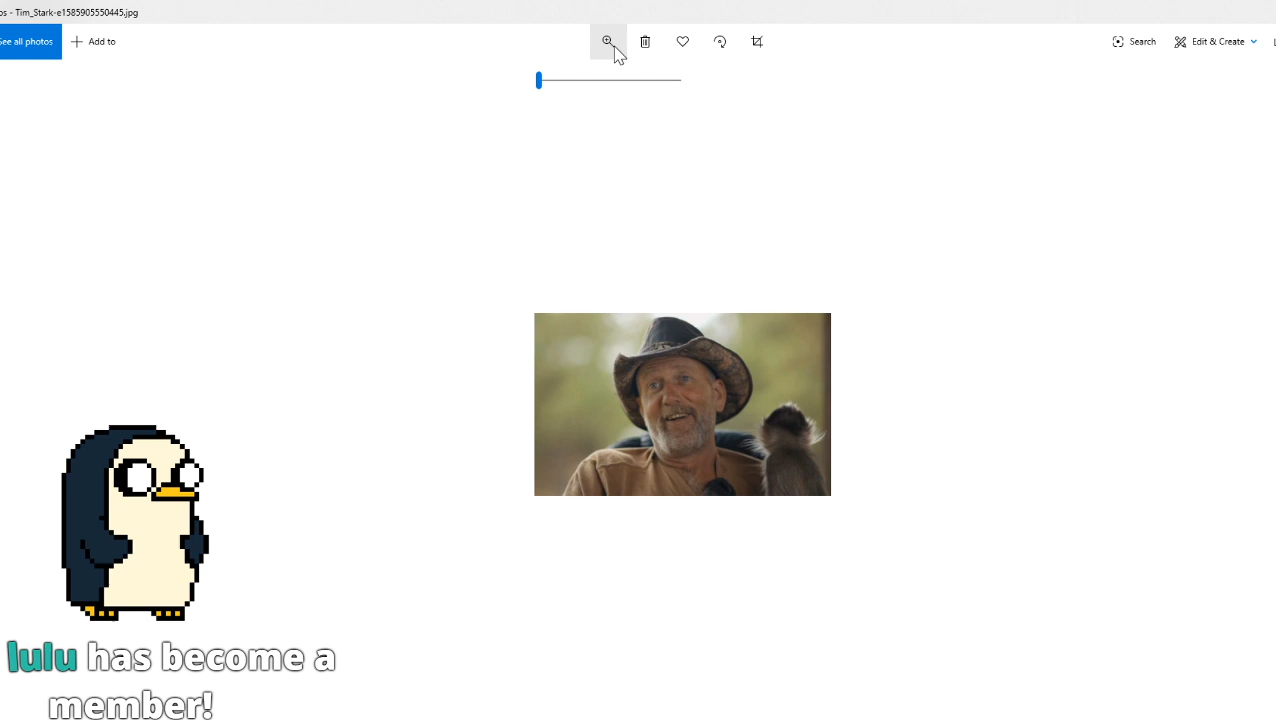 os - Tim_Stark-e1585905550445.jpg
See all photos
Add to
Search
Edit & Create
lulu has become a
member!